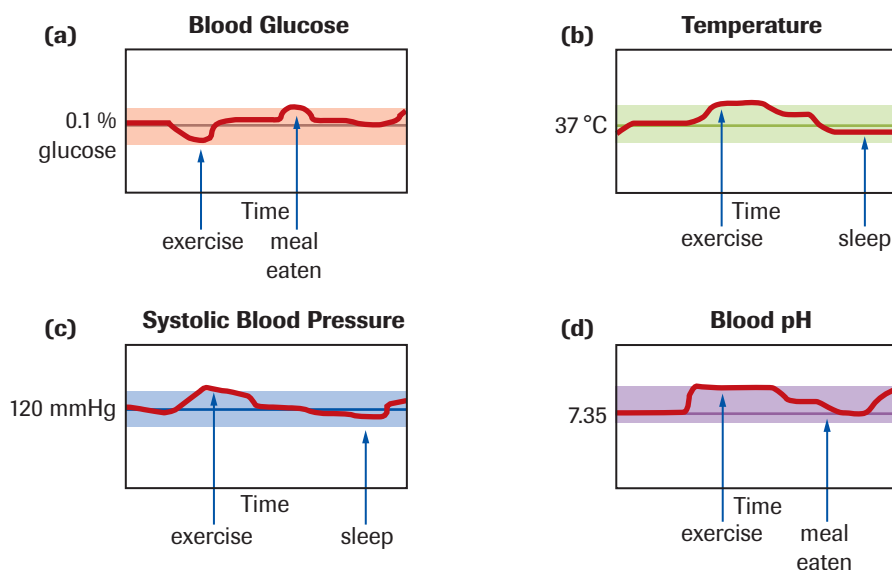 (a)
Blood Glucose
0.1 %
glucose
Time
exercise
meal
eaten
(b)
Temperature
37 °C
Time
exercise
sleep
(c)
Systolic Blood Pressure
120 mmHg
Time
exercise
sleep
(d)
Blood pH
7.35
Time
exercise
meal
eaten